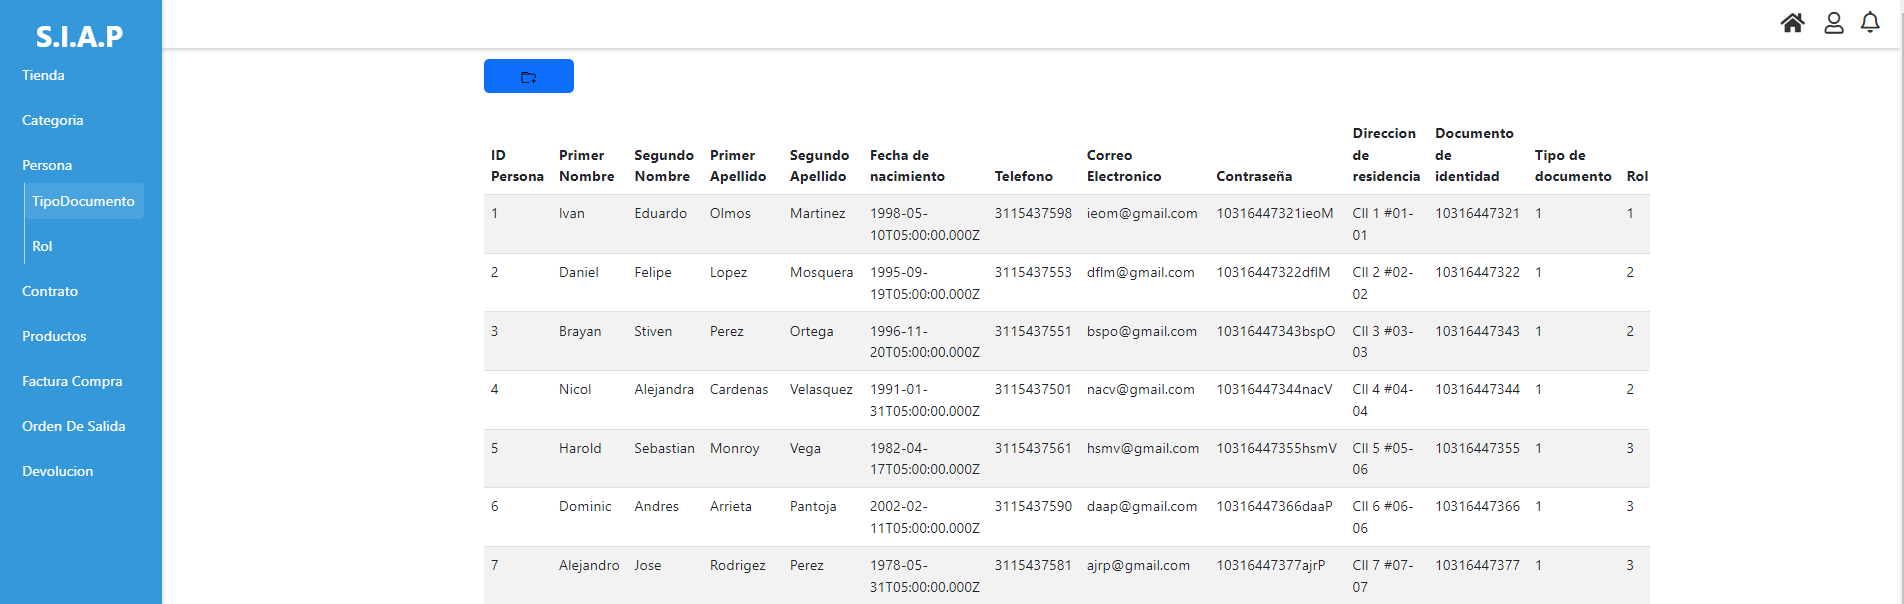 S.I.A.P
Tienda
Categoria
Persona
TipoDocumento
Rol
Contrato
Productos
Factura Compra
Orden De Salida
Devolucion
ID Persona Primer Nombre Segundo Nombre Primer Apellido Segundo Apellido Fecha de nacimiento Telefono Correo Electronico Contraseña Direccion de residencia Documento de identidad Tipo de documento Rol
1 Ivan Eduardo Olmos Martinez 1998-05-10T05:00:00.000Z 3115437598 ieom@gmail.com 10316447321ieoM Cll 1 #01-01 10316447321 1 1
2 Daniel Felipe Lopez Mosquera 1995-09-19T05:00:00.000Z 3115437553 dflm@gmail.com 10316447322dflM Cll 2 #02-02 10316447322 1 2
3 Brayan Stiven Perez Ortega 1996-11-20T05:00:00.000Z 3115437551 bspo@gmail.com 10316447343bspO Cll 3 #03-03 10316447343 1 2
4 Nicol Alejandra Cardenas Velasquez 1991-01-31T05:00:00.000Z 3115437501 nacv@gmail.com 10316447344nacV Cll 4 #04-04 10316447344 1 2
5 Harold Sebastian Monroy Vega 1982-04-17T05:00:00.000Z 3115437561 hsmv@gmail.com 10316447355hsmV Cll 5 #05-06 10316447355 1 3
6 Dominic Andres Arrieta Pantoja 2002-02-11T05:00:00.000Z 3115437590 daap@gmail.com 10316447366daaP Cll 6 #06-06 10316447366 1 3
7 Alejandro Jose Rodrigez Perez 1978-05-31T05:00:00.000Z 3115437581 ajrp@gmail.com 10316447377ajrP Cll 7 #07-07 10316447377 1 3